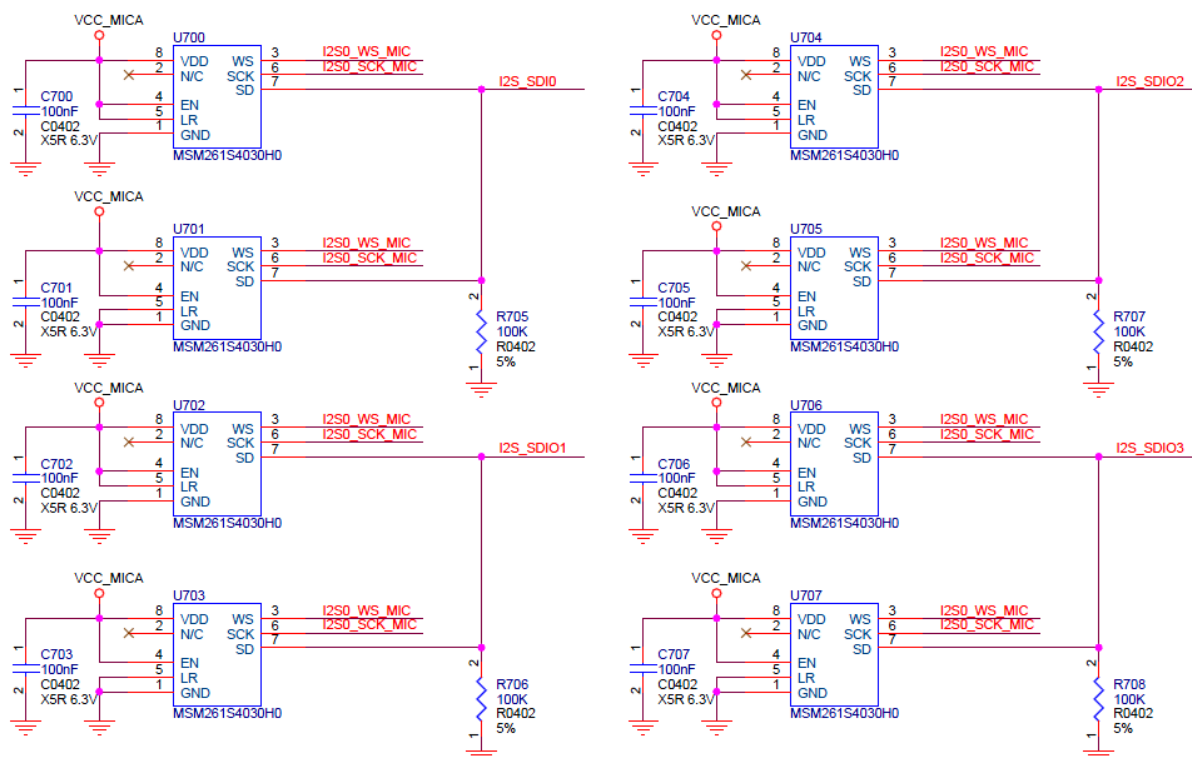 VCC_MICA
U700
8 VDD WS 3 I2S0_WS_MIC
2 N/C SCK 6 I2S0_SCK_MIC
SD 7 I2S_SDI0
4 EN
5 LR
1 GND
MSM261S4030H0
1
C700
100nF
2 C0402
X5R 6.3V
VCC_MICA
U701
8 VDD WS 3 I2S0_WS_MIC
2 N/C SCK 6 I2S0_SCK_MIC
SD 7
4 EN
5 LR
1 GND
MSM261S4030H0
1
C701
100nF
2 C0402
X5R 6.3V
2
R705
100K
1 R0402
5%
VCC_MICA
U702
8 VDD WS 3 I2S0_WS_MIC
2 N/C SCK 6 I2S0_SCK_MIC
SD 7 I2S_SDIO1
4 EN
5 LR
1 GND
MSM261S4030H0
1
C702
100nF
2 C0402
X5R 6.3V
VCC_MICA
U703
8 VDD WS 3 I2S0_WS_MIC
2 N/C SCK 6 I2S0_SCK_MIC
SD 7
4 EN
5 LR
1 GND
MSM261S4030H0
1
C703
100nF
2 C0402
X5R 6.3V
2
R706
100K
R0402
1 5%
VCC_MICA
U704
8 VDD WS 3 I2S0_WS_MIC
2 N/C SCK 6 I2S0_SCK_MIC
SD 7 I2S_SDIO2
4 EN
5 LR
1 GND
MSM261S4030H0
1
C704
100nF
2 C0402
X5R 6.3V
VCC_MICA
U705
8 VDD WS 3 I2S0_WS_MIC
2 N/C SCK 6 I2S0_SCK_MIC
SD 7
4 EN
5 LR
1 GND
MSM261S4030H0
1
C705
100nF
2 C0402
X5R 6.3V
2
R707
100K
1 R0402
5%
VCC_MICA
U706
8 VDD WS 3 I2S0_WS_MIC
2 N/C SCK 6 I2S0_SCK_MIC
SD 7 I2S_SDIO3
4 EN
5 LR
1 GND
MSM261S4030H0
1
C706
100nF
2 C0402
X5R 6.3V
VCC_MICA
U707
8 VDD WS 3 I2S0_WS_MIC
2 N/C SCK 6 I2S0_SCK_MIC
SD 7
4 EN
5 LR
1 GND
MSM261S4030H0
1
C707
100nF
2 C0402
X5R 6.3V
2
R708
100K
R0402
1 5%